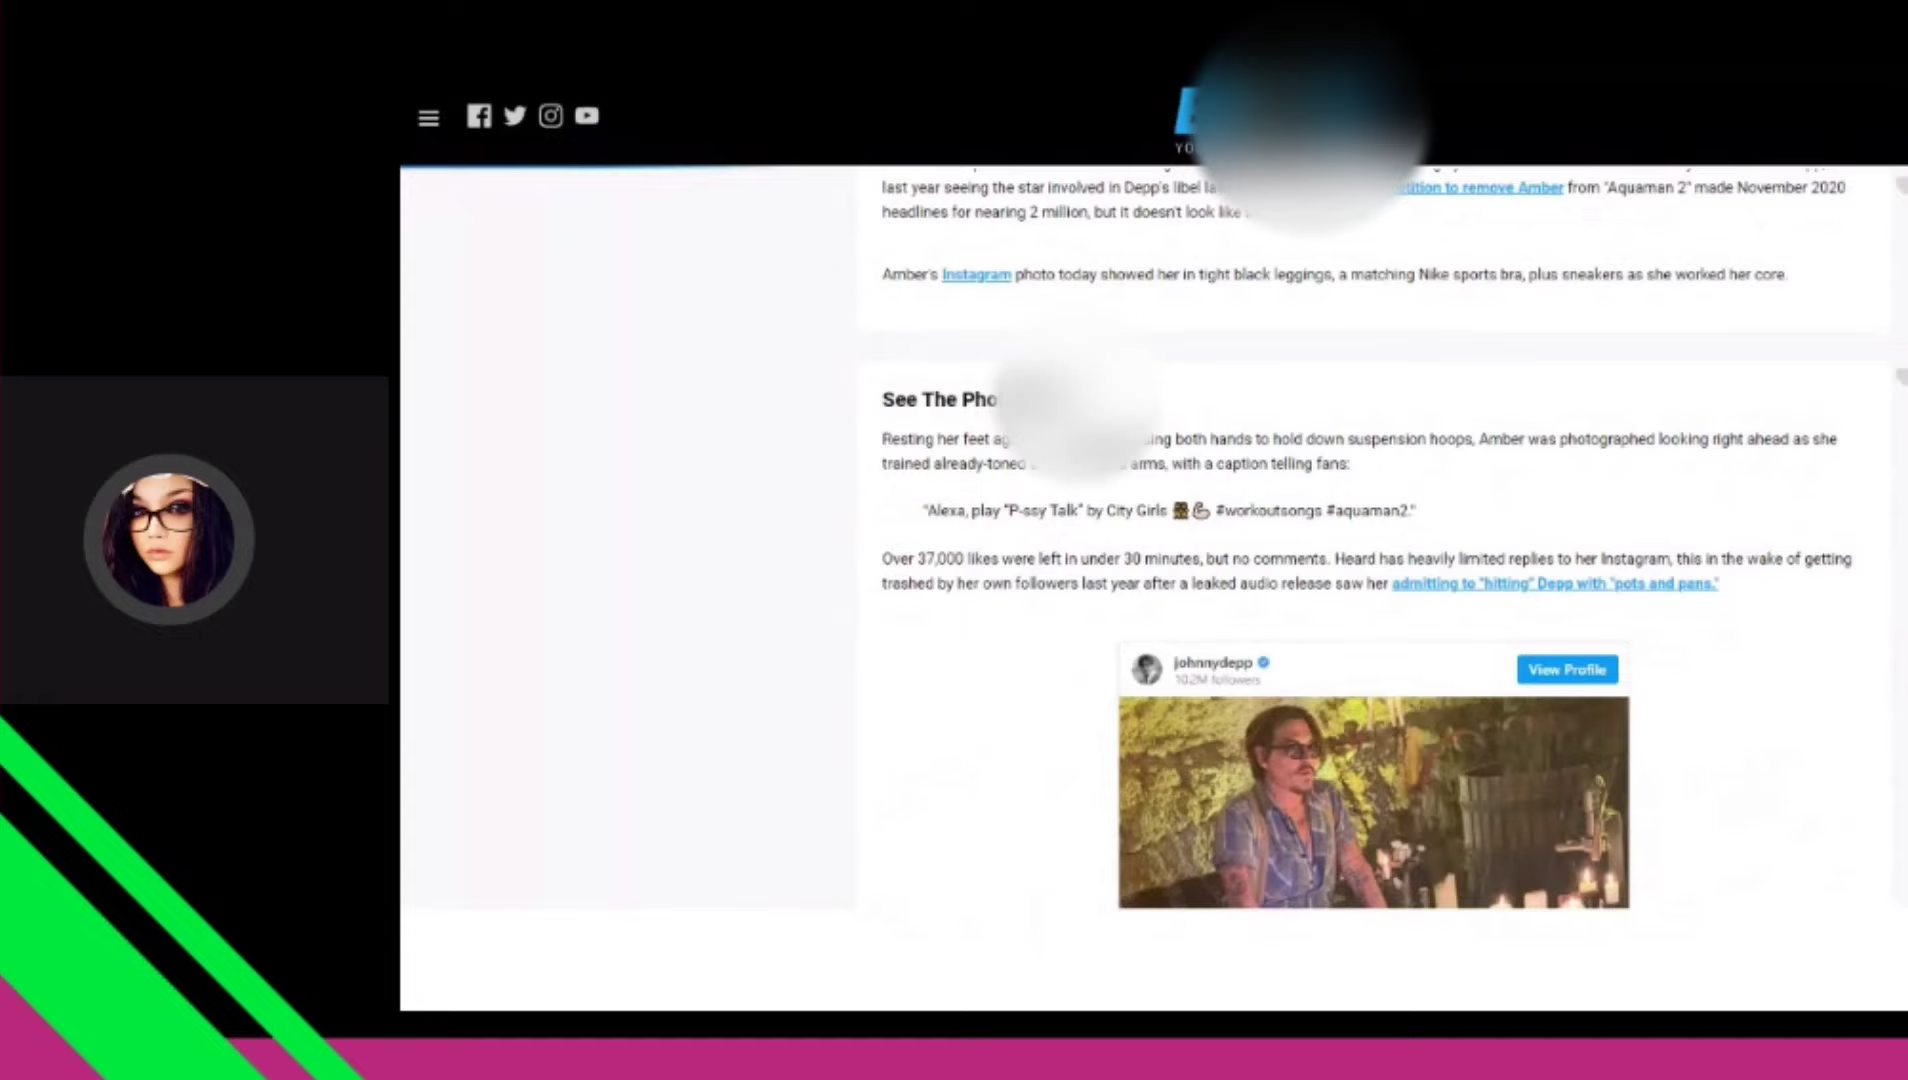 YO
last year seeing the star involved in Depp's libel tition to remove Amber from "Aquaman 2" made November 2020
headlines for nearing 2 million, but it doesn't look like
Amber's Instagram photo today showed her in tight black leggings, a matching Nike sports bra, plus sneakers as she worked her core.
See The Pho
Resting her feet ag ing both hands to hold down suspension hoops, Amber was photographed looking right ahead as she
trained already-toned arms, with a caption telling fans:
"Alexa, play "P-ssy Talk" by City Girls #workoutsongs #aquaman2."
Over 37,000 likes were left in under 30 minutes, but no comments. Heard has heavily limited replies to her Instagram, this in the wake of getting
trashed by her own followers last year after a leaked audio release saw her admitting to "hitting" Depp with "pots and pans."
johnnydepp
View Profile
10.2M followers